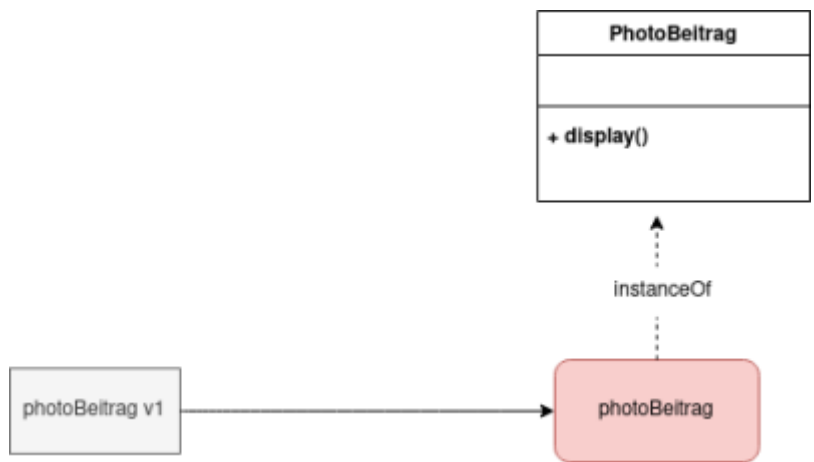 PhotoBeitrag
+ display()
instanceOf
photoBeitrag v1
photoBeitrag